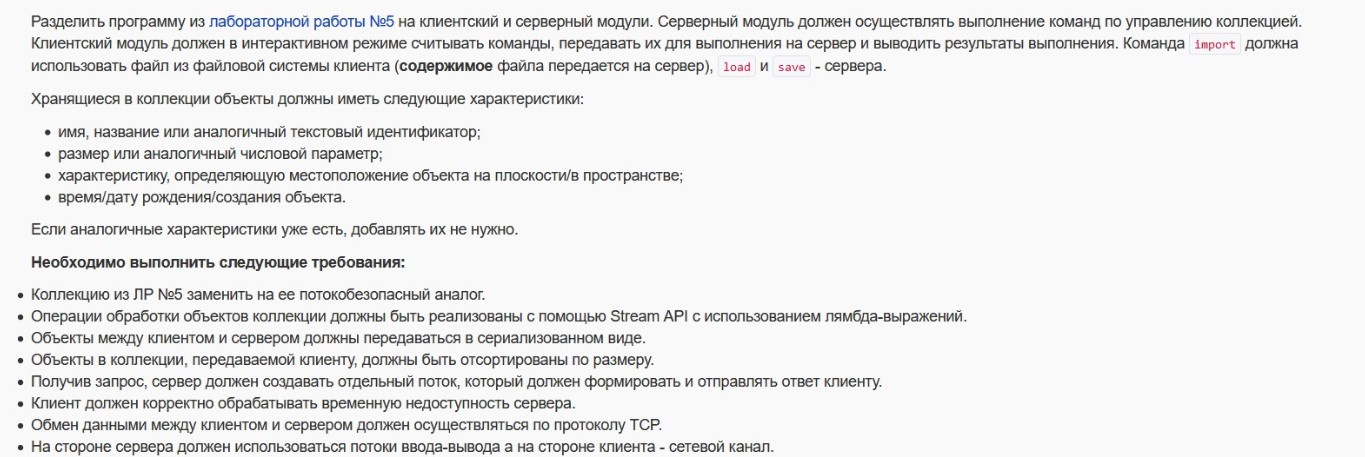 Разделить программу из лабораторной работы №5 на клиентский и серверный модули. Серверный модуль должен осуществлять выполнение команд по управлению коллекцией.
Клиентский модуль должен в интерактивном режиме считывать команды, передавать их для выполнения на сервер и выводить результаты выполнения. Команда import должна
использовать файл из файловой системы клиента (содержимое файла передается на сервер), load и save - сервера.
Хранящиеся в коллекции объекты должны иметь следующие характеристики:
• имя, название или аналогичный текстовый идентификатор;
• размер или аналогичный числовой параметр;
• характеристику, определяющую местоположение объекта на плоскости/в пространстве;
• время/дату рождения/создания объекта.
Если аналогичные характеристики уже есть, добавлять их не нужно.
Необходимо выполнить следующие требования:
• Коллекцию из ЛР №5 заменить на ее потокобезопасный аналог.
• Операции обработки объектов коллекции должны быть реализованы с помощью Stream API с использованием лямбда-выражений.
• Объекты между клиентом и сервером должны передаваться в сериализованном виде.
• Объекты в коллекции, передаваемой клиенту, должны быть отсортированы по размеру.
• Получив запрос, сервер должен создавать отдельный поток, который должен формировать и отправлять ответ клиенту.
• Клиент должен корректно обрабатывать временную недоступность сервера.
• Обмен данными между клиентом и сервером должен осуществляться по протоколу TCP.
• На стороне сервера должен использоваться потоки ввода-вывода а на стороне клиента - сетевой канал.